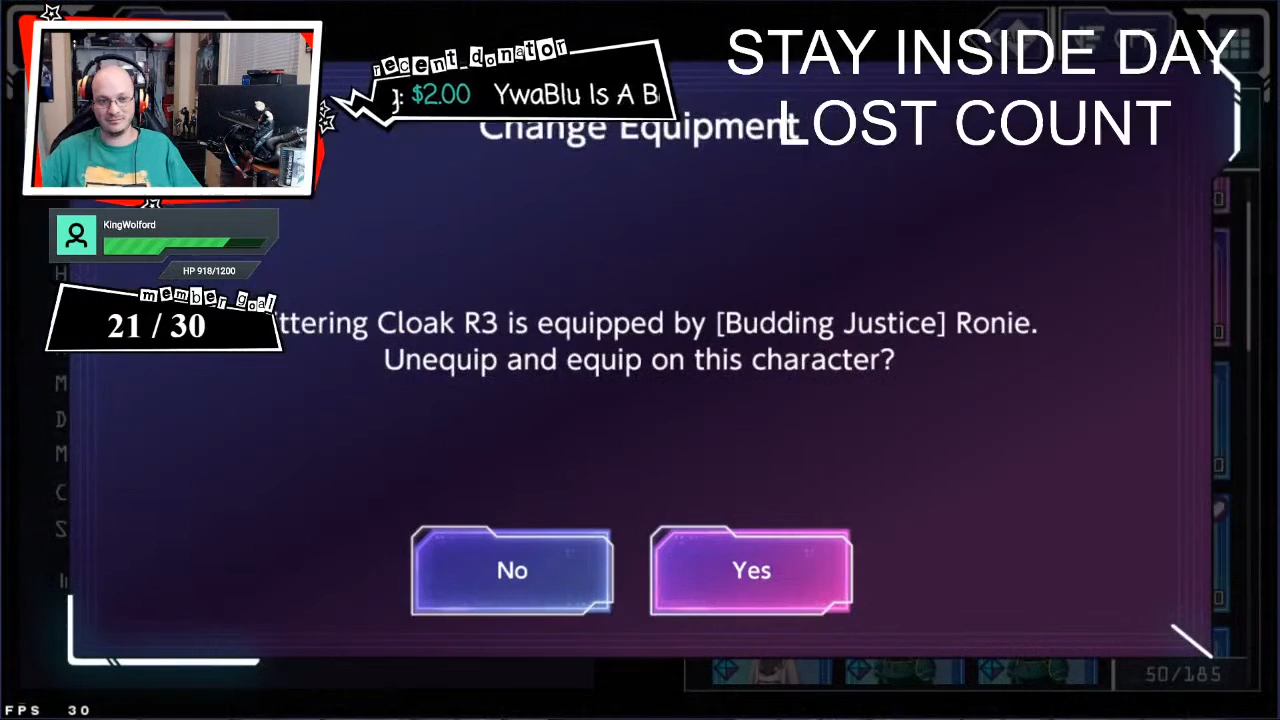 STAY INSIDE DAY
LOST COUNT
recent donator
: $2.00 YwaBlu Is A B
Change Equipment
KingWolford
HP 918/1200
member goal
21 / 30
ttering Cloak R3 is equipped by [Budding Justice] Ronie.
Unequip and equip on this character?
M
D
M
C
S
No
Yes
50/185
FPS 30